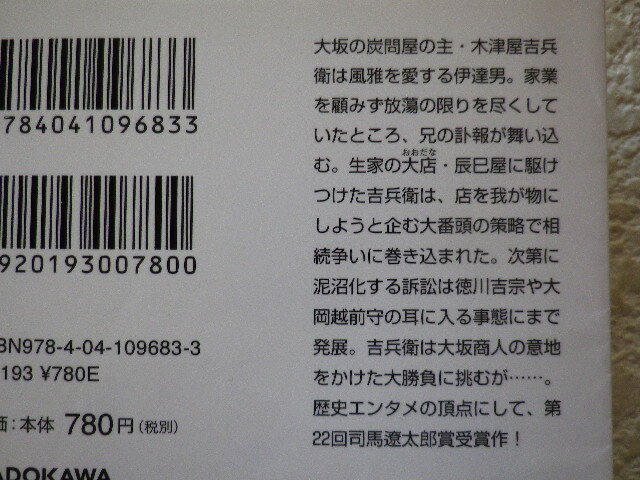 大坂の炭問屋の主・木津屋吉兵
衛は風雅を愛する伊達男。家業
を顧みず放蕩の限りを尽くして
いたところ、兄の訃報が舞い込
おおだな
む。生家の大店・辰巳屋に駆け
つけた吉兵衛は、店を我が物に
しようと企む大番頭の策略で相
続争いに巻き込まれた。次第に
泥沼化する訴訟は徳川吉宗や大
岡越前守の耳に入る事態にまで
発展。吉兵衛は大坂商人の意地
をかけた大勝負に挑むが……。
歴史エンタメの頂点にして、第
22回司馬遼太郎賞受賞作！
784041096833
920193007800
BN978-4-04-109683-3
193 ¥780E
価:本体 780円(税別)
ADOKAWA